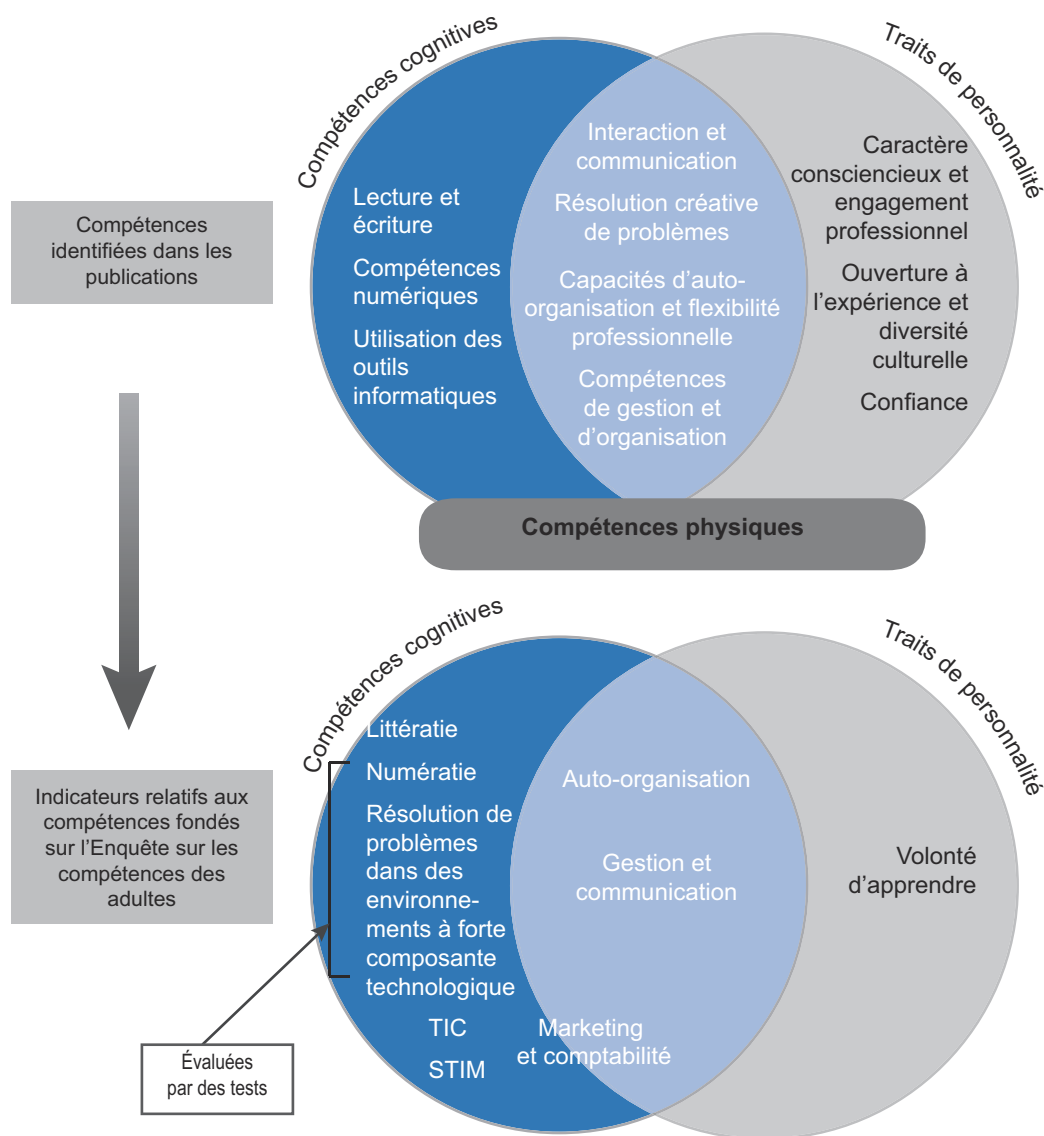 Compétences cognitives
Traits de personnalité
Compétences
identifiées dans les
publications
Lecture et
écriture
Compétences
numériques
Utilisation des
outils
informatiques
Interaction et
communication
Résolution créative
de problèmes
Capacités d'auto-
organisation et flexibilité
professionnelle
Compétences
de gestion et
d'organisation
Caractère
consciencieux et
engagement
professionnel
Ouverture à
l'expérience et
diversité
culturelle
Confiance
Compétences physiques
Compétences cognitives
Traits de personnalité
Indicateurs relatifs aux
compétences fondés
sur l'Enquête sur les
compétences des
adultes
Littératie
Numératie
Résolution de
problèmes
dans des
environne-
ments à forte
composante
technologique
TIC
STIM
Auto-organisation
Gestion et
communication
Marketing
et comptabilité
Volonté
d'apprendre
Évaluées
par des tests